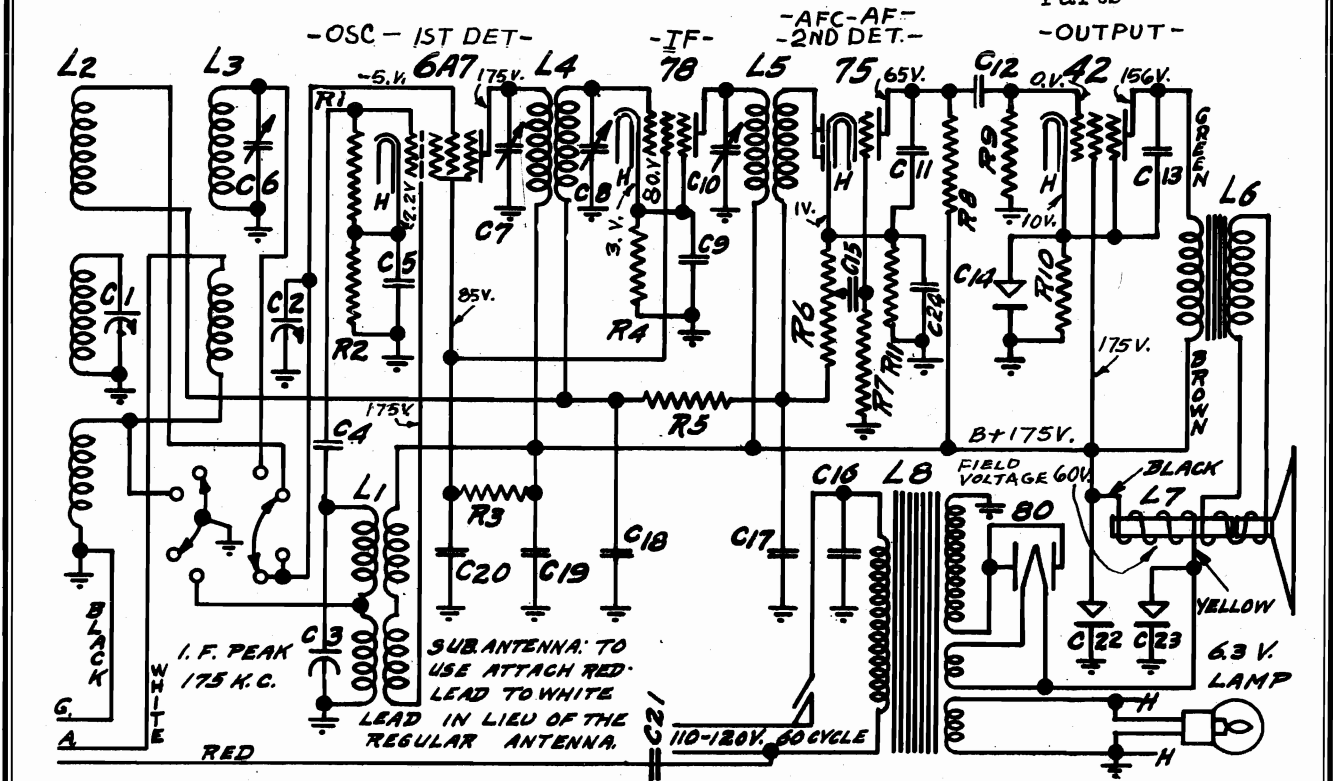 Parts
-OSC- 1ST DET-
-IF-
-AFC-AF-
-2ND DET.-
-OUTPUT-
L2
L3
-5.V.
6A7
175V.
L4
78
L5
75
65V.
C12
0.V.
42
156V.
R1
C6
H
2.2V
C7
C8
H
80.V
C10
H
C11
R8
R9
H
C13
GREEN
L6
C1
C2
C5
R2
85V.
3.V.
R4
C9
1V.
C15
R6
R7
R11
C24
C14
10V.
R10
175V.
BROWN
175V
C4
R5
B+175V.
L1
R3
C20
C19
C18
C17
C16
L8
FIELD
VOLTAGE 60V.
80
BLACK
L7
YELLOW
C22
C23
BLACK
WHITE
I.F. PEAK
175 K.C.
C3
SUB.ANTENNA: TO
USE ATTACH RED-
LEAD TO WHITE
LEAD IN LIEU OF THE
REGULAR ANTENNA.
6.3 V.
LAMP
G.
A.
RED
C21
110-120V. 60 CYCLE
H
H